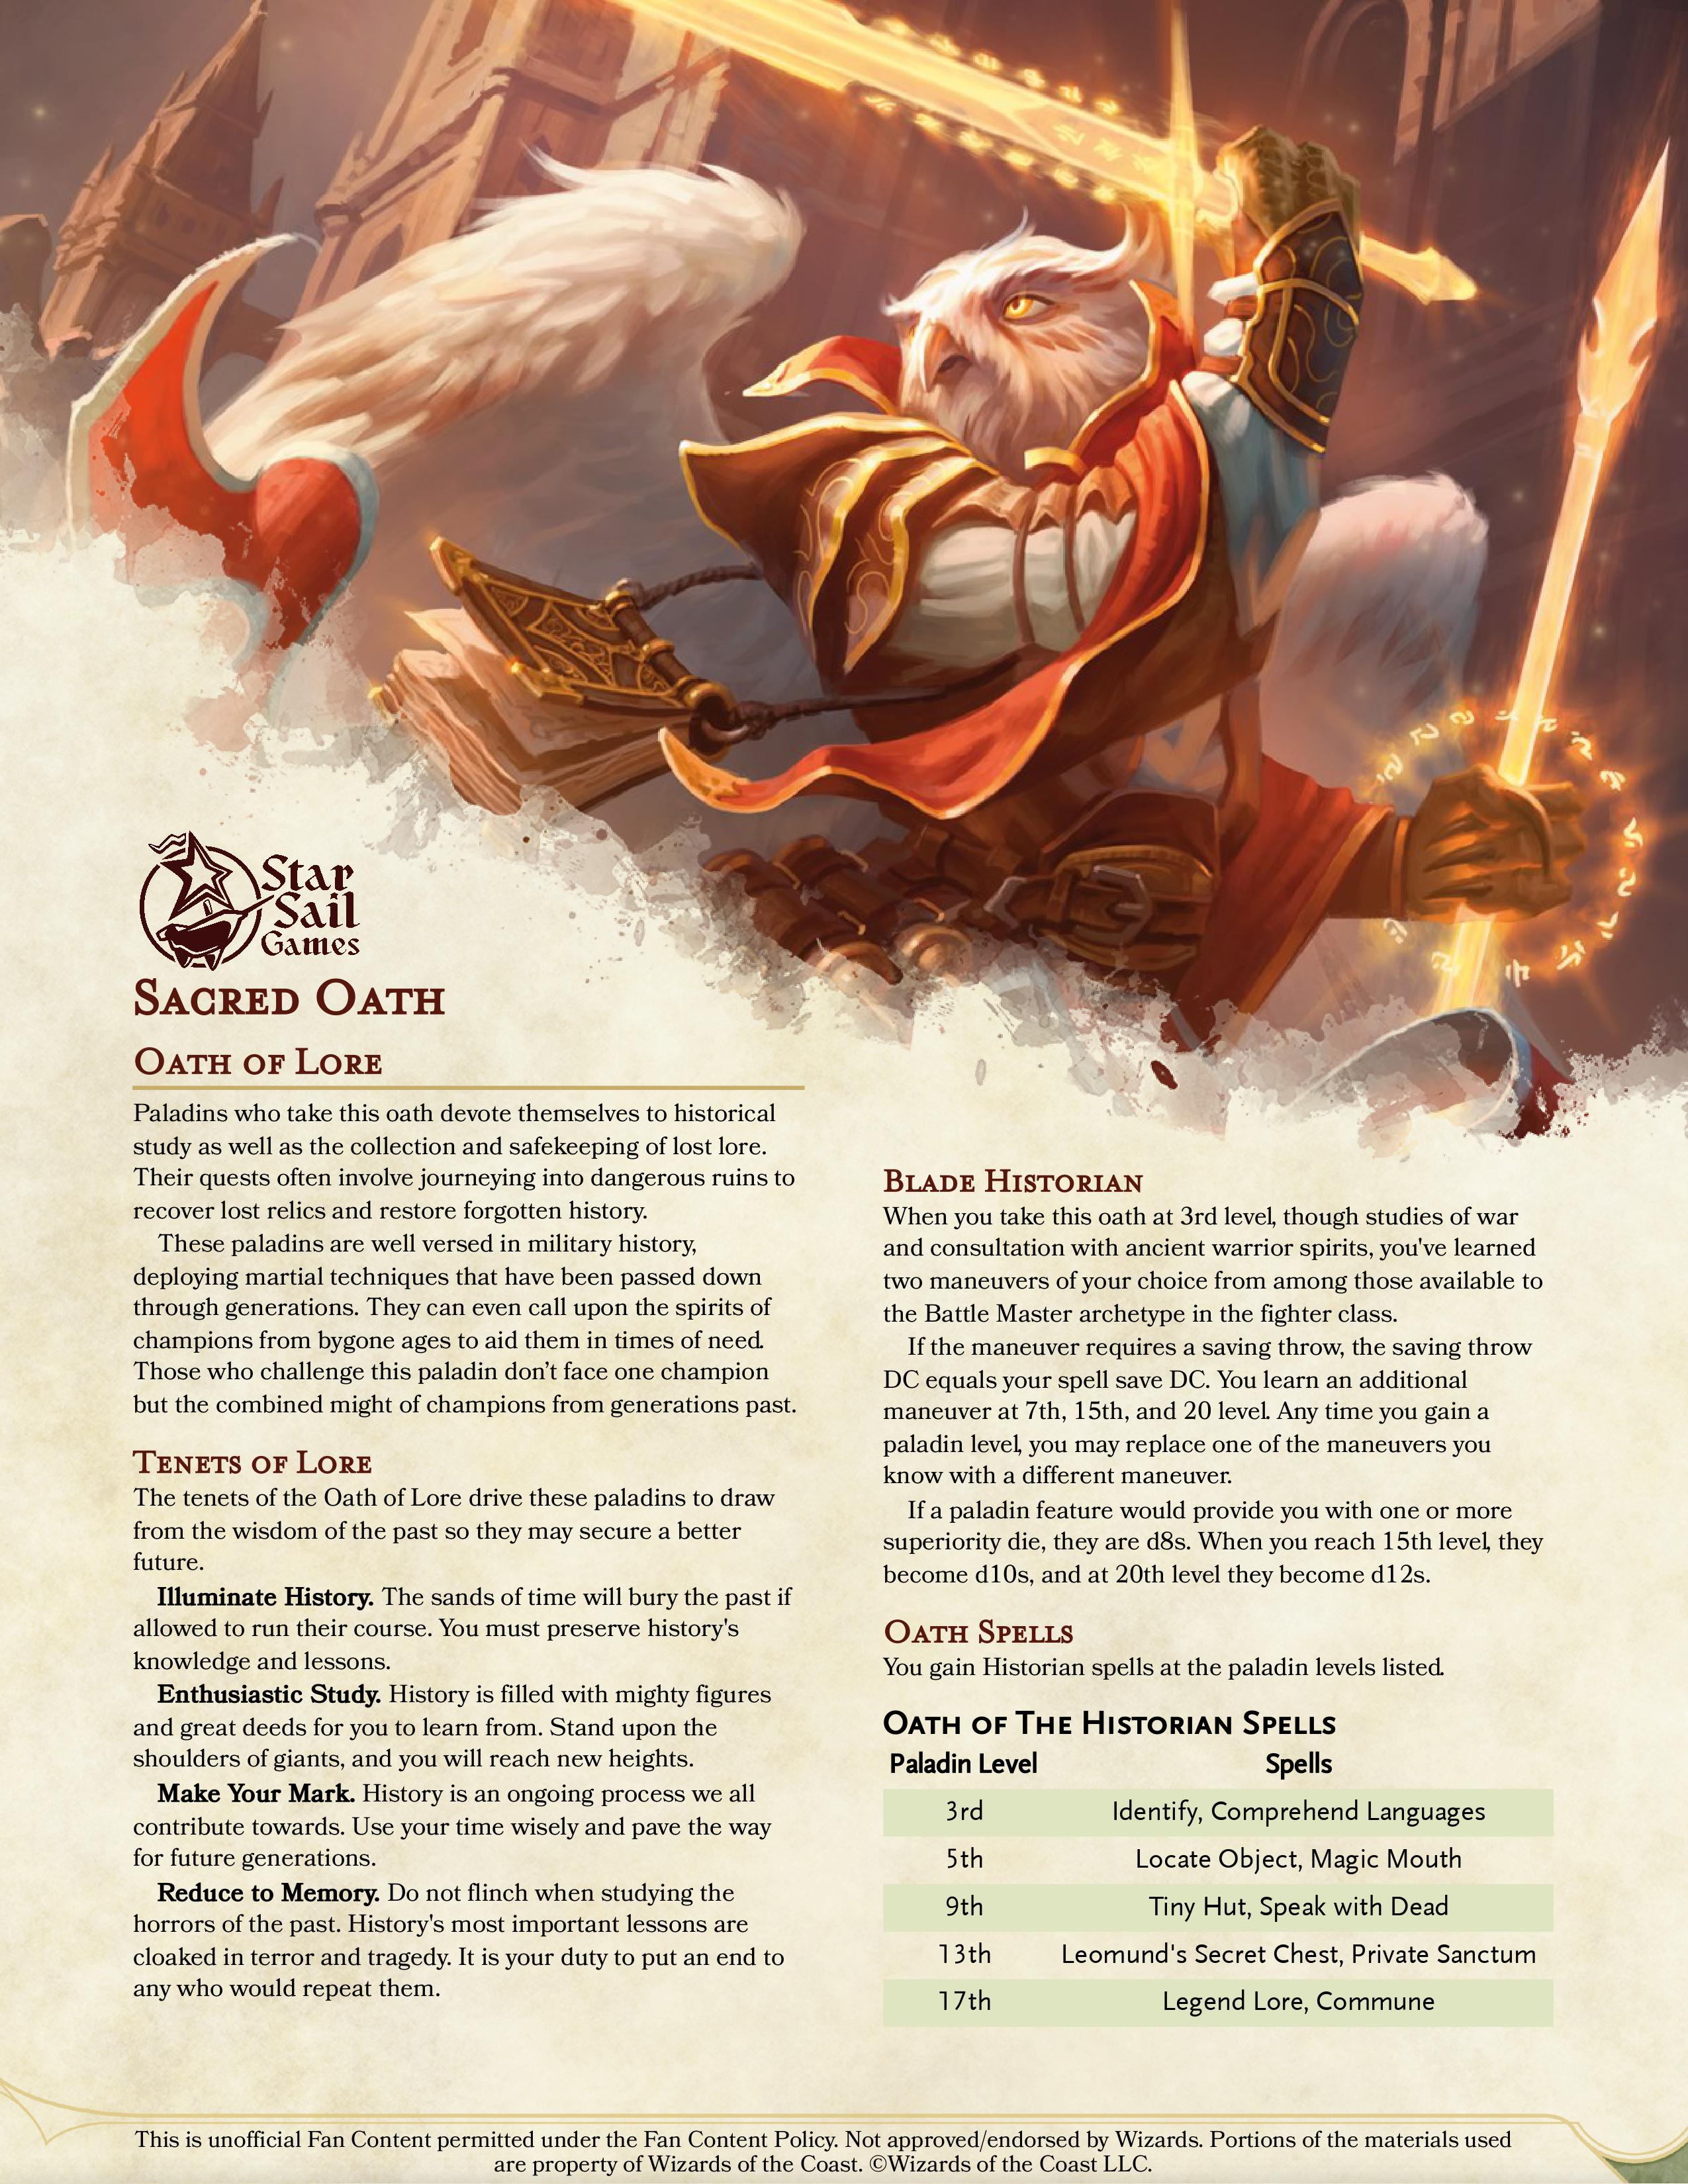 Star
Sail
Games
Sacred Oath
Oath of Lore
Paladins who take this oath devote themselves to historical
study as well as the collection and safekeeping of lost lore.
Their quests often involve journeying into dangerous ruins to
recover lost relics and restore forgotten history.
These paladins are well versed in military history,
deploying martial techniques that have been passed down
through generations. They can even call upon the spirits of
champions from bygone ages to aid them in times of need.
Those who challenge this paladin don’t face one champion
but the combined might of champions from generations past.
Tenets of Lore
The tenets of the Oath of Lore drive these paladins to draw
from the wisdom of the past so they may secure a better
future.
Illuminate History. The sands of time will bury the past if
allowed to run their course. You must preserve history's
knowledge and lessons.
Enthusiastic Study. History is filled with mighty figures
and great deeds for you to learn from. Stand upon the
shoulders of giants, and you will reach new heights.
Make Your Mark. History is an ongoing process we all
contribute towards. Use your time wisely and pave the way
for future generations.
Reduce to Memory. Do not flinch when studying the
horrors of the past. History's most important lessons are
cloaked in terror and tragedy. It is your duty to put an end to
any who would repeat them.
Blade Historian
When you take this oath at 3rd level, though studies of war
and consultation with ancient warrior spirits, you've learned
two maneuvers of your choice from among those available to
the Battle Master archetype in the fighter class.
If the maneuver requires a saving throw, the saving throw
DC equals your spell save DC. You learn an additional
maneuver at 7th, 15th, and 20 level. Any time you gain a
paladin level, you may replace one of the maneuvers you
know with a different maneuver.
If a paladin feature would provide you with one or more
superiority die, they are d8s. When you reach 15th level, they
become d10s, and at 20th level they become d12s.
Oath Spells
You gain Historian spells at the paladin levels listed.
Oath of The Historian Spells
Paladin Level Spells
3rd Identify, Comprehend Languages
5th Locate Object, Magic Mouth
9th Tiny Hut, Speak with Dead
13th Leomund's Secret Chest, Private Sanctum
17th Legend Lore, Commune
This is unofficial Fan Content permitted under the Fan Content Policy. Not approved/endorsed by Wizards. Portions of the materials used
are property of Wizards of the Coast. ©Wizards of the Coast LLC.